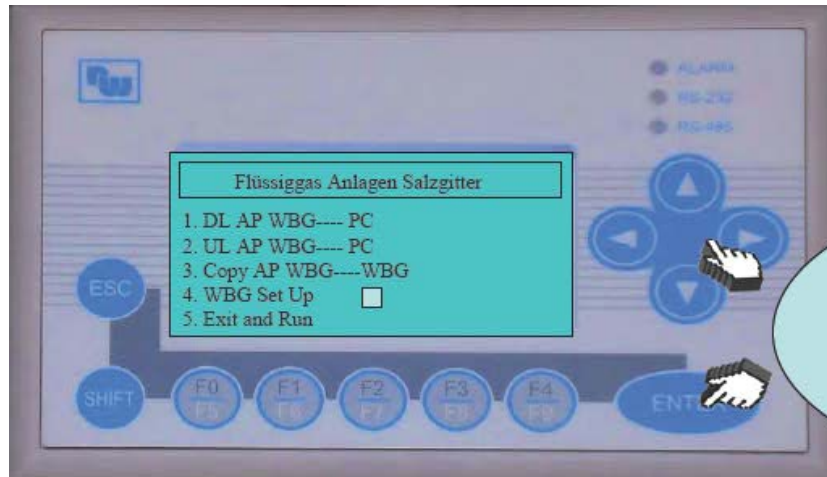 ALARM
RS-232
RS-485
Flüssiggas Anlagen Salzgitter
1. DL AP WBG---- PC
2. UL AP WBG---- PC
3. Copy AP WBG----WBG
4. WBG Set Up
5. Exit and Run
ESC
SHIFT
F0
F5
F1
F6
F2
F7
F3
F8
F4
F9
ENTER